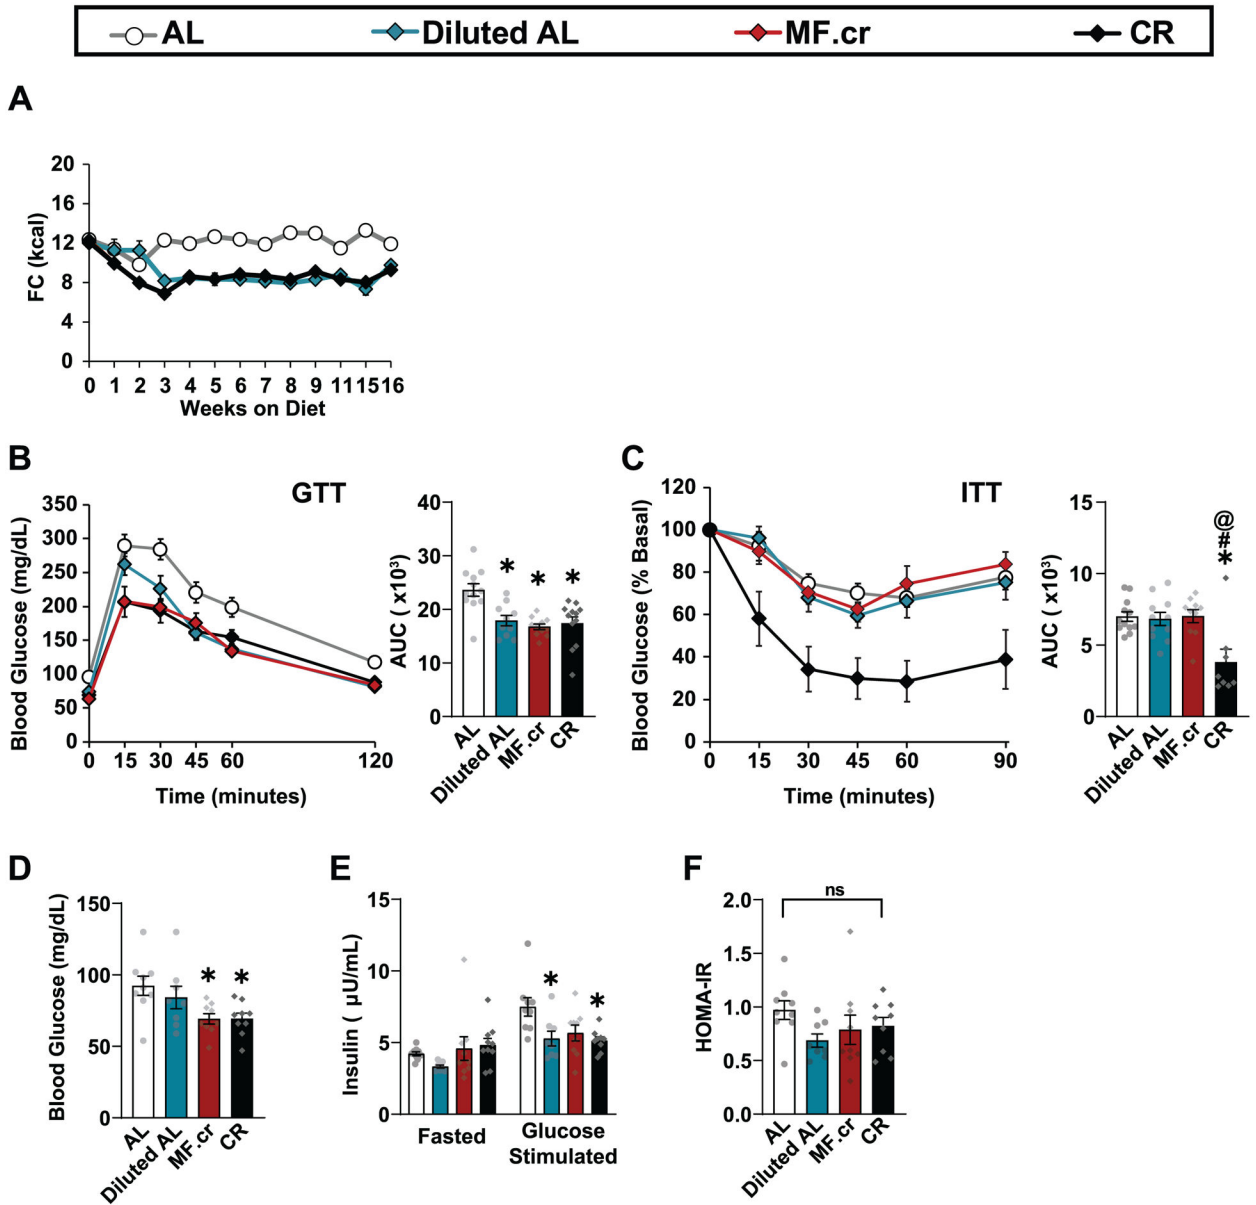 AL Diluted AL MF.cr CR
A
20
16
12
8
4
0
FC (kcal)
0 1 2 3 4 5 6 7 8 9 11 15 16
Weeks on Diet
B
GTT
350
300
250
200
150
100
50
0
Blood Glucose (mg/dL)
0 15 30 45 60 120
Time (minutes)
40
30
20
10
0
AUC ( x10³)
* * *
AL Diluted AL MF.cr CR
C
ITT
120
100
80
60
40
20
0
Blood Glucose (% Basal)
0 15 30 45 60 90
Time (minutes)
15
10
5
0
AUC ( x10³)
@
#
*
AL Diluted AL MF.cr CR
D
150
100
50
0
Blood Glucose (mg/dL)
* *
AL Diluted AL MF.cr CR
E
15
10
5
0
Insulin ( µU/mL)
* *
Fasted
Glucose
Stimulated
F
2.0
1.5
1.0
0.5
0.0
HOMA-IR
ns
AL Diluted AL MF.cr CR